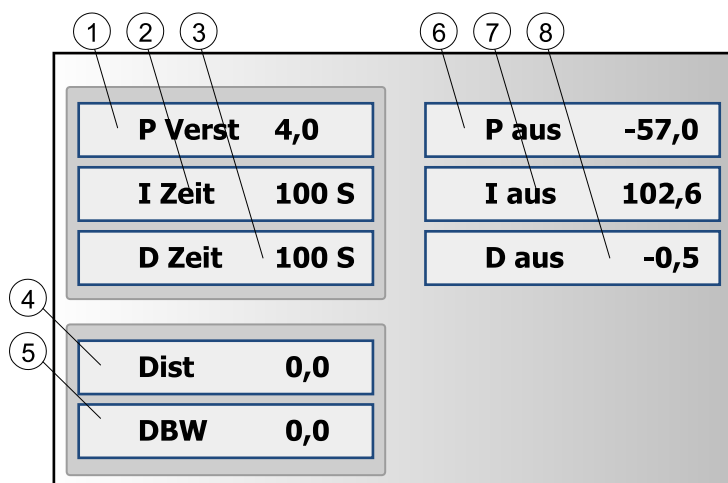 1 2 3 6 7 8
P Verst 4,0 P aus -57,0
I Zeit 100 S I aus 102,6
D Zeit 100 S D aus -0,5
4
5
Dist 0,0
DBW 0,0